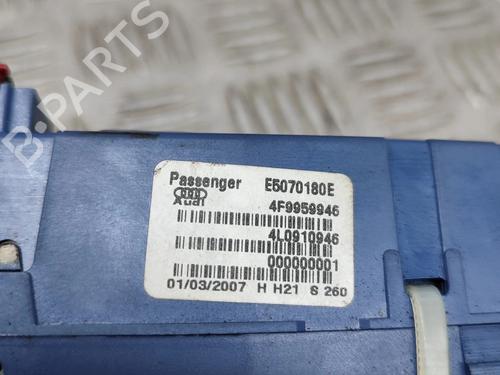 B-PARTS
Passenger E5070180E
Audi 4F9959946
4L0910946
000000001
01/03/2007 H H21 S 260